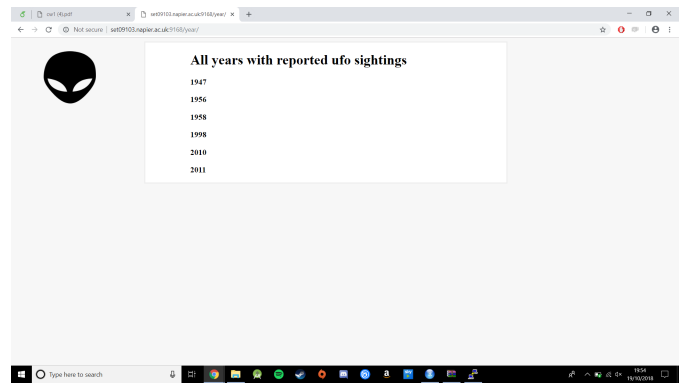 cw1 (4).pdf
set09103.napier.ac.uk:9168/year/
Not secure | set09103.napier.ac.uk:9168/year/
All years with reported ufo sightings
1947
1956
1958
1998
2010
2011
Type here to search
19:54
19/10/2018